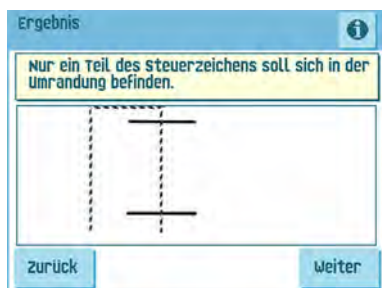 Ergebnis
Nur ein Teil des Steuerzeichens soll sich in der
Umrandung befinden.
Zurück
Weiter